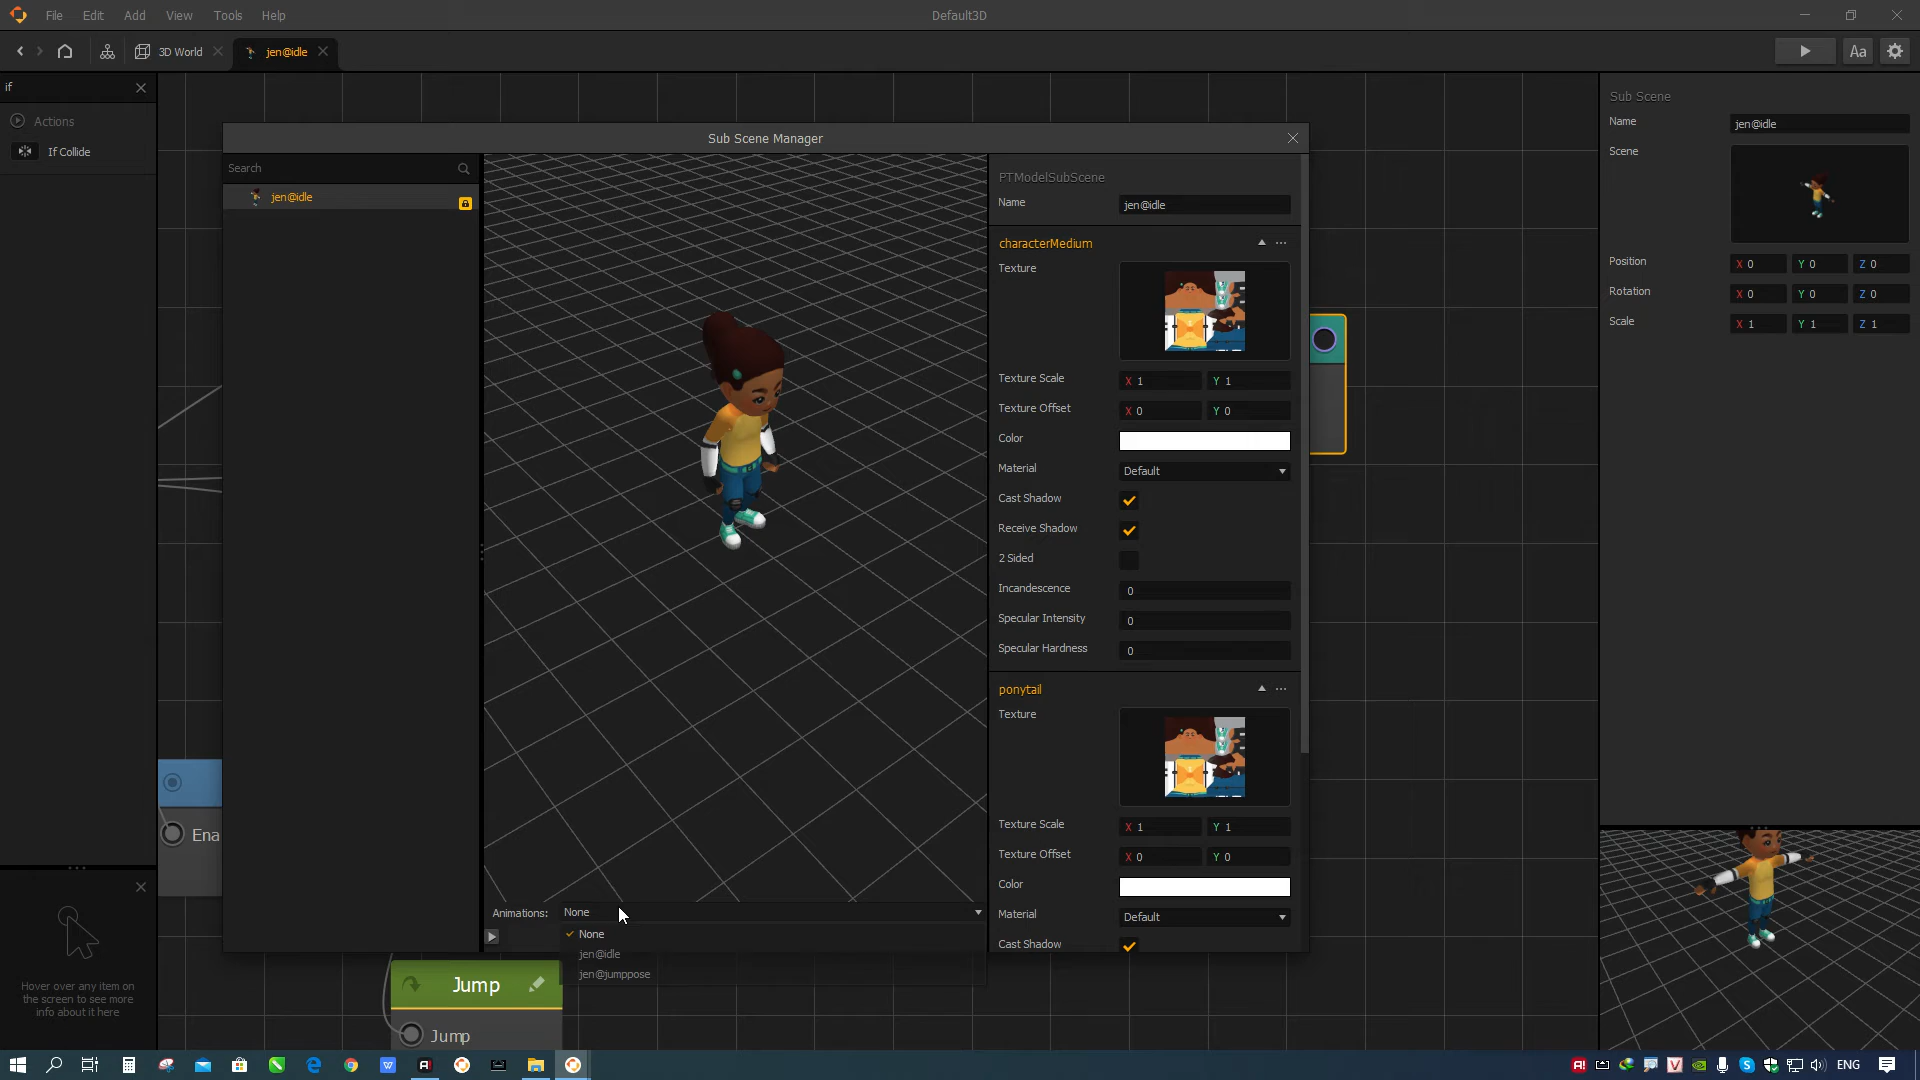 File Edit Add View Tools Help
Default3D
3D World
jen@idle
Aa
if
Actions
If Collide
Sub Scene Manager
Search
jen@idle
PTModelSubScene
Name jen@idle
characterMedium
Texture
Texture Scale X 1 Y 1
Texture Offset X 0 Y 0
Color
Material Default
Cast Shadow
Receive Shadow
2 Sided
Incandescence 0
Specular Intensity 0
Specular Hardness 0
ponytail
Texture
Texture Scale X 1 Y 1
Texture Offset X 0 Y 0
Color
Material Default
Cast Shadow
Animations: None
None
jen@idle
jen@jumppose
Sub Scene
Name jen@idle
Scene
Position X 0 Y 0 Z 0
Rotation X 0 Y 0 Z 0
Scale X 1 Y 1 Z 1
Ena
Jump
Jump
Hover over any item on
the screen to see more
info about it here
ENG